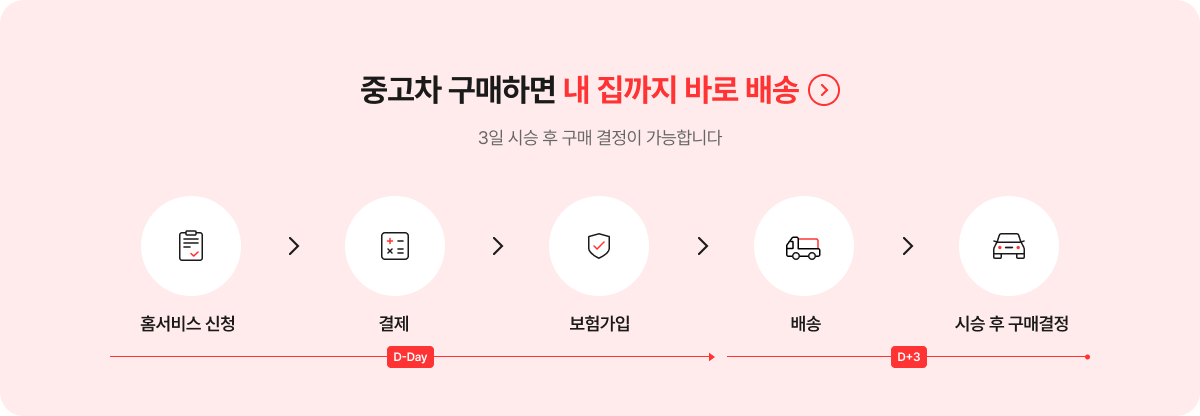 중고차 구매하면 내 집까지 바로 배송
3일 시승 후 구매 결정이 가능합니다
홈서비스 신청
결제
보험가입
배송
시승 후 구매결정
D-Day
D+3